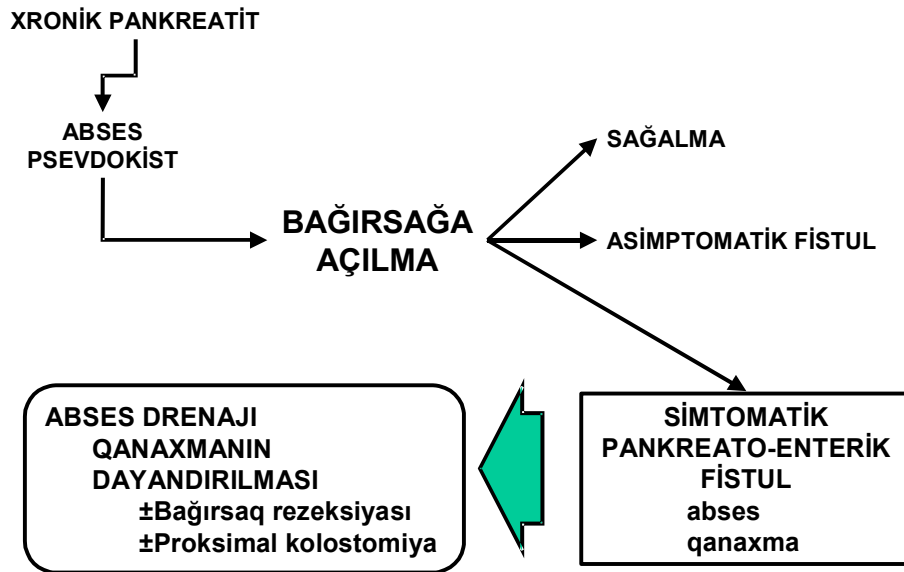 XRONİK PANKREATİT
ABSES
PSEVDOKİST
BAĞIRSAĞA
AÇILMA
SAĞALMA
ASİMPTOMATİK FİSTUL
SİMTOMATİK
PANKREATO-ENTERİK
FİSTUL
abses
qanaxma
ABSES DRENAJI
QANAXMANIN
DAYANDIRILMASI
±Bağırsaq rezeksiyası
±Proksimal kolostomiya